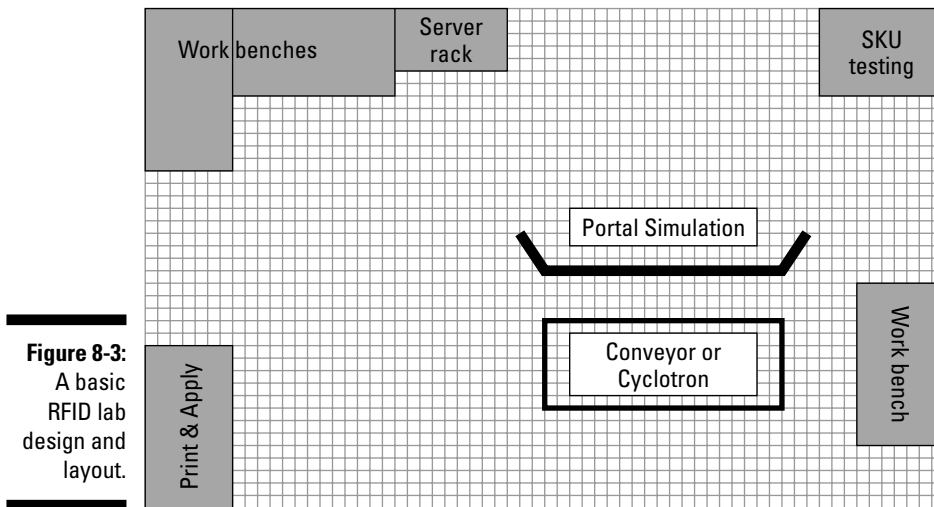 Work benches
Server
rack
SKU
testing
Portal Simulation
Conveyor or
Cyclotron
Work bench
Print & Apply
Figure 8-3:
A basic
RFID lab
design and
layout.